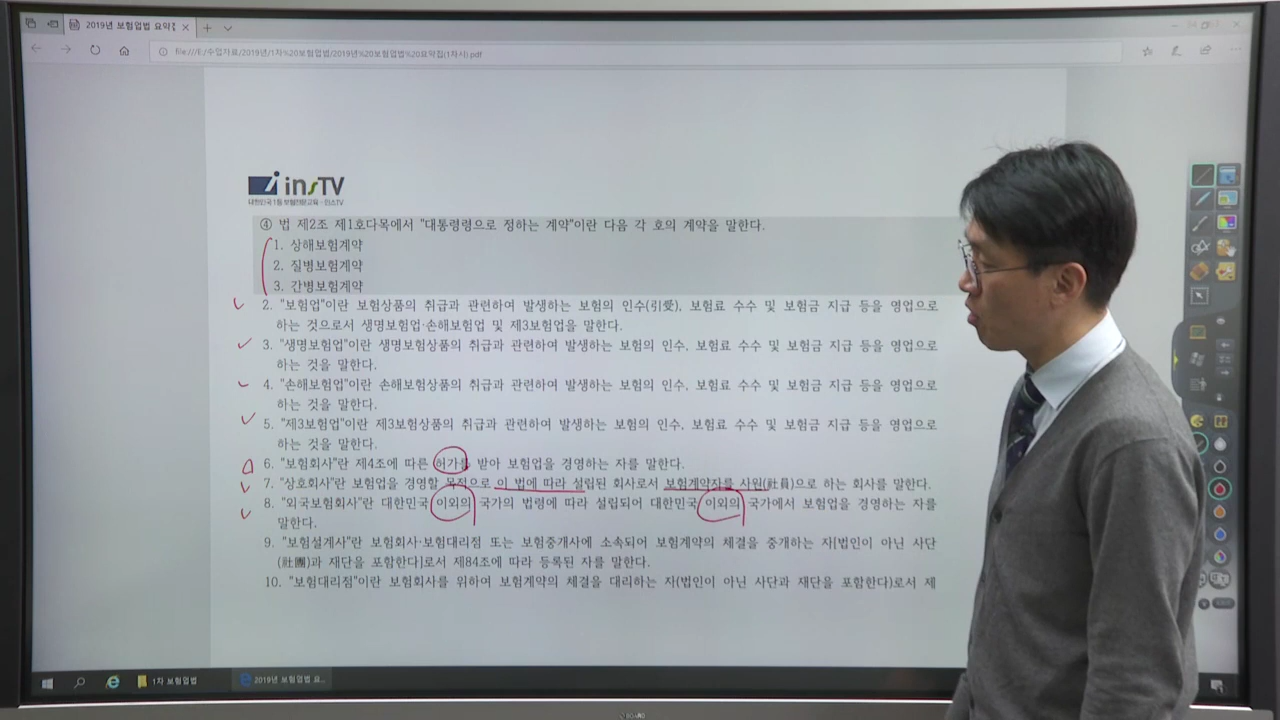 2019년 보험업법 요약집
file:///E:/수업자료/2019년/1차%20보험업법/2019년%20보험업법%20요약집(1차시).pdf
insTV
대한민국 1등 보험전문교육 - 인스TV
④ 법 제2조 제1호다목에서 "대통령령으로 정하는 계약"이란 다음 각 호의 계약을 말한다.
1. 상해보험계약
2. 질병보험계약
3. 간병보험계약
2. "보험업"이란 보험상품의 취급과 관련하여 발생하는 보험의 인수(引受), 보험료 수수 및 보험금 지급 등을 영업으로
하는 것으로서 생명보험업·손해보험업 및 제3보험업을 말한다.
3. "생명보험업"이란 생명보험상품의 취급과 관련하여 발생하는 보험의 인수, 보험료 수수 및 보험금 지급 등을 영업으로
하는 것을 말한다.
4. "손해보험업"이란 손해보험상품의 취급과 관련하여 발생하는 보험의 인수, 보험료 수수 및 보험금 지급 등을 영업으로
하는 것을 말한다.
5. "제3보험업"이란 제3보험상품의 취급과 관련하여 발생하는 보험의 인수, 보험료 수수 및 보험금 지급 등을 영업으로
하는 것을 말한다.
6. "보험회사"란 제4조에 따른 허가를 받아 보험업을 경영하는 자를 말한다.
7. "상호회사"란 보험업을 경영할 목적으로 이 법에 따라 설립된 회사로서 보험계약자를 사원(社員)으로 하는 회사를 말한다.
8. "외국보험회사"란 대한민국 이외의 국가의 법령에 따라 설립되어 대한민국 이외의 국가에서 보험업을 경영하는 자를
말한다.
9. "보험설계사"란 보험회사·보험대리점 또는 보험중개사에 소속되어 보험계약의 체결을 중개하는 자[법인이 아닌 사단
(社團)과 재단을 포함한다]로서 제84조에 따라 등록된 자를 말한다.
10. "보험대리점"이란 보험회사를 위하여 보험계약의 체결을 대리하는 자(법인이 아닌 사단과 재단을 포함한다)로서 제
1차 보험업법
2019년 보험업법 요...